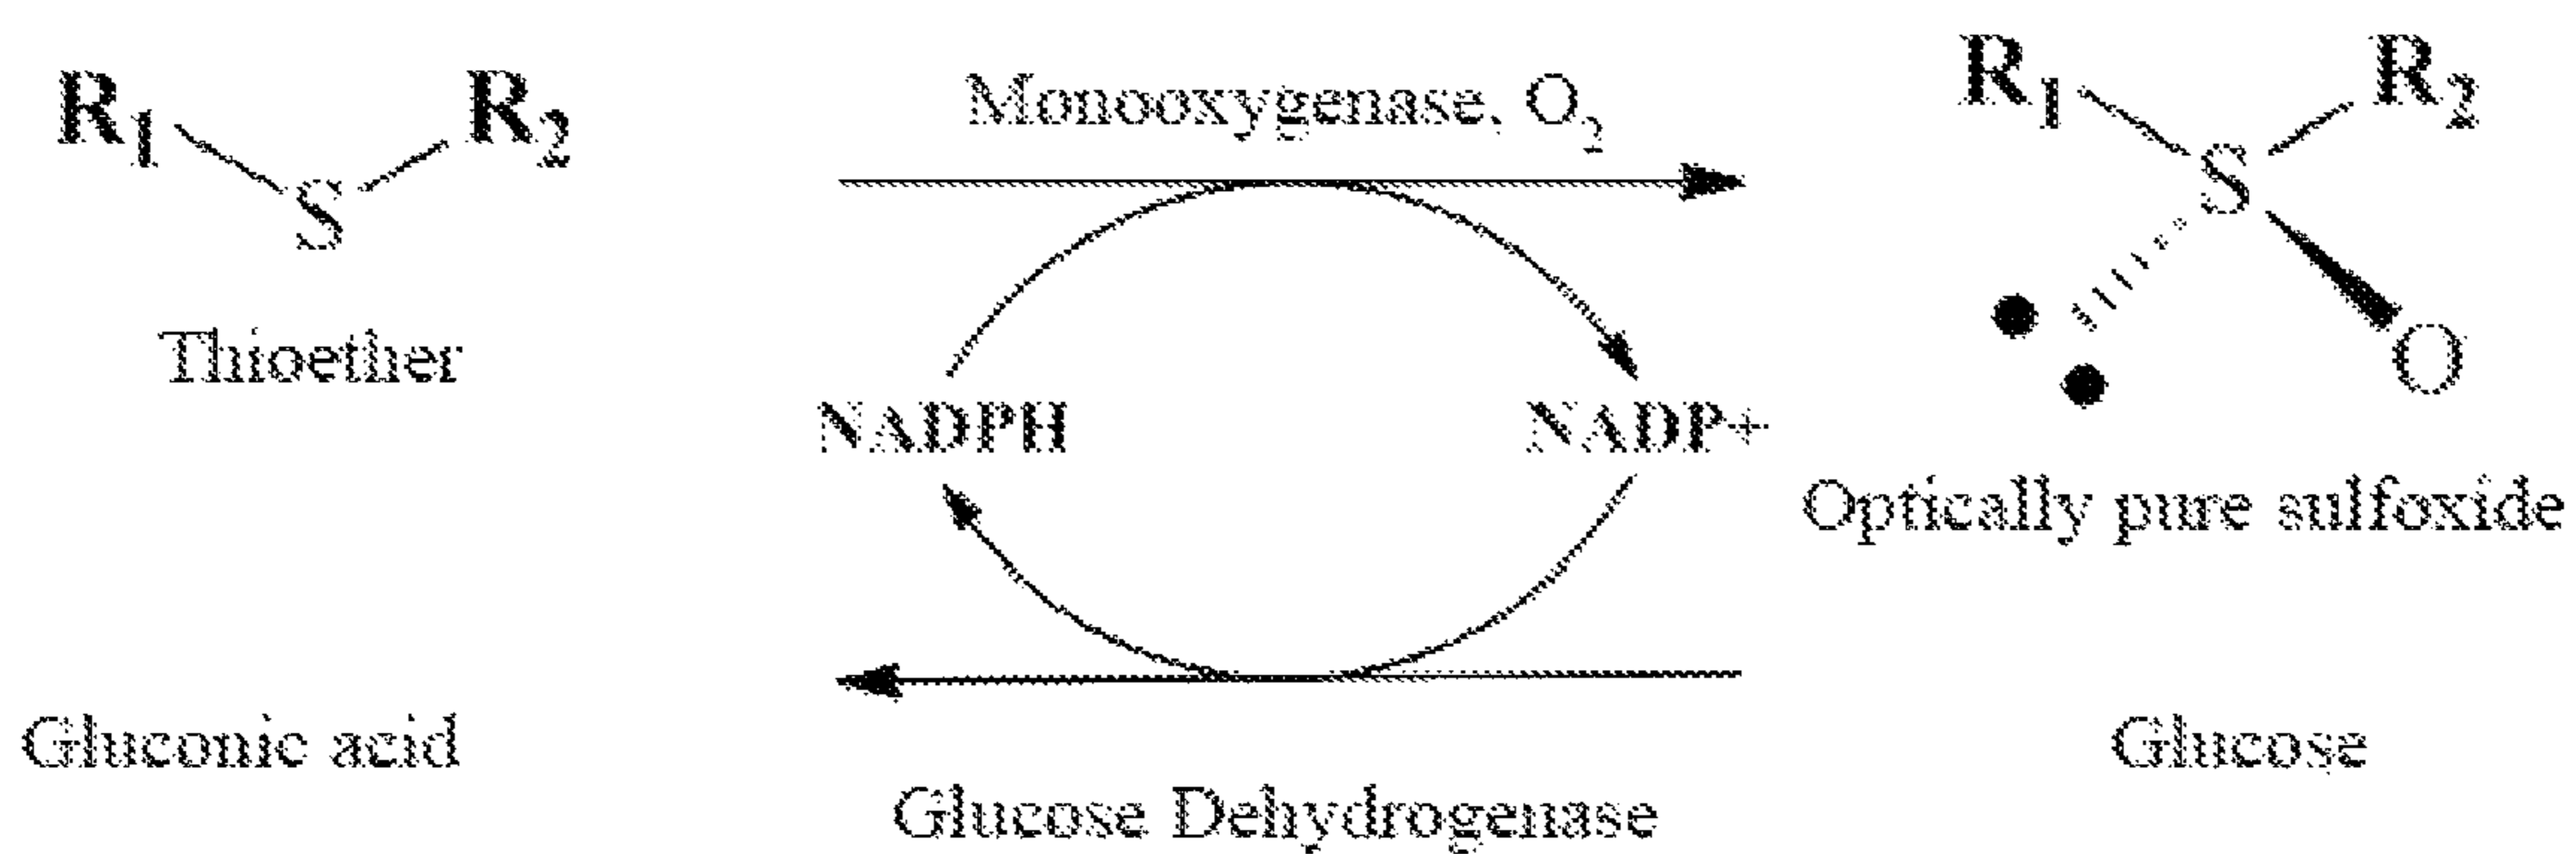 R1 R2
S
Thioether
Monooxygenase, O2
NADPH NADP+
R1 R2
S
O
Optically pure sulfoxide
Gluconic acid
Glucose Dehydrogenase
Glucose